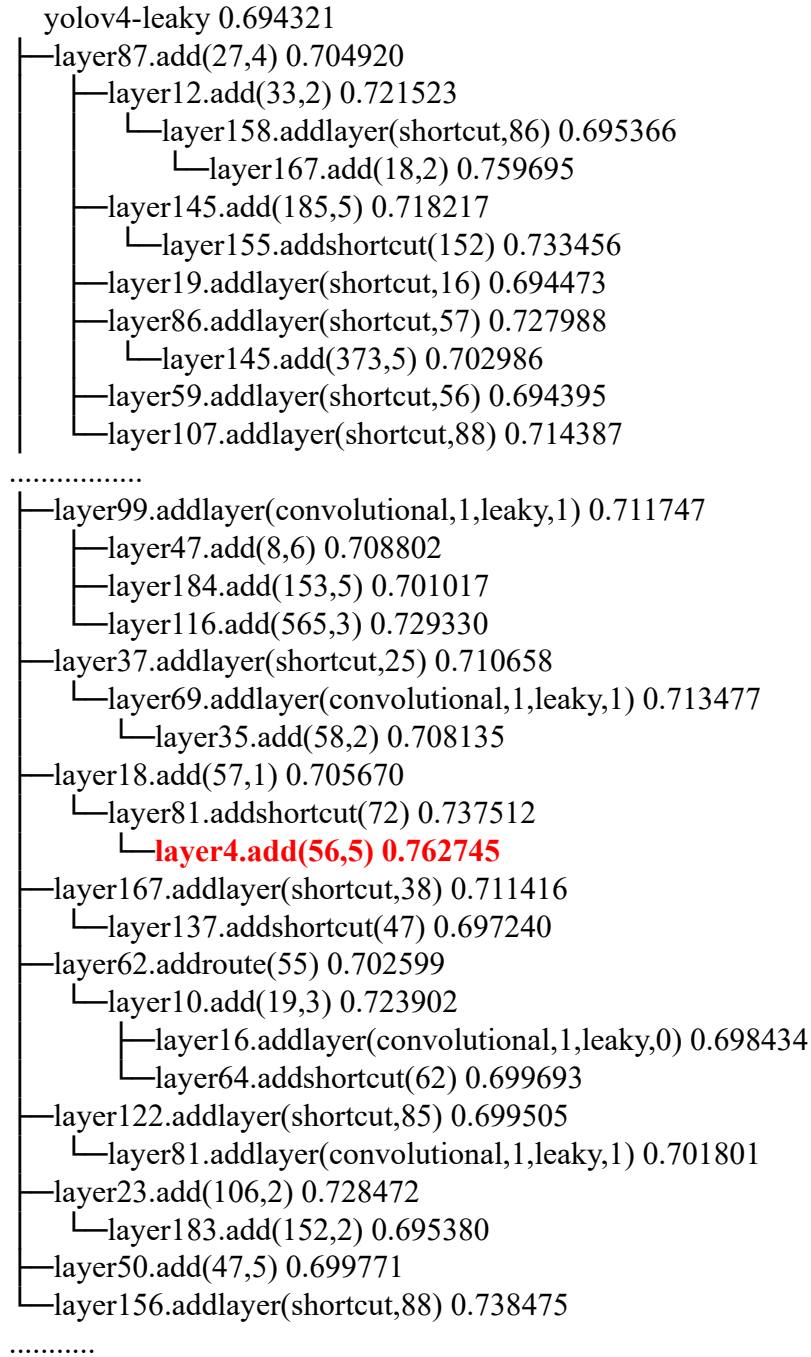 yolov4-leaky 0.694321
layer87.add(27,4) 0.704920
layer12.add(33,2) 0.721523
layer158.addlayer(shortcut,86) 0.695366
layer167.add(18,2) 0.759695
layer145.add(185,5) 0.718217
layer155.addshortcut(152) 0.733456
layer19.addlayer(shortcut,16) 0.694473
layer86.addlayer(shortcut,57) 0.727988
layer145.add(373,5) 0.702986
layer59.addlayer(shortcut,56) 0.694395
layer107.addlayer(shortcut,88) 0.714387
.................
layer99.addlayer(convolutional,1,leaky,1) 0.711747
layer47.add(8,6) 0.708802
layer184.add(153,5) 0.701017
layer116.add(565,3) 0.729330
layer37.addlayer(shortcut,25) 0.710658
layer69.addlayer(convolutional,1,leaky,1) 0.713477
layer35.add(58,2) 0.708135
layer18.add(57,1) 0.705670
layer81.addshortcut(72) 0.737512
layer4.add(56,5) 0.762745
layer167.addlayer(shortcut,38) 0.711416
layer137.addshortcut(47) 0.697240
layer62.addroute(55) 0.702599
layer10.add(19,3) 0.723902
layer16.addlayer(convolutional,1,leaky,0) 0.698434
layer64.addshortcut(62) 0.699693
layer122.addlayer(shortcut,85) 0.699505
layer81.addlayer(convolutional,1,leaky,1) 0.701801
layer23.add(106,2) 0.728472
layer183.add(152,2) 0.695380
layer50.add(47,5) 0.699771
layer156.addlayer(shortcut,88) 0.738475
...........